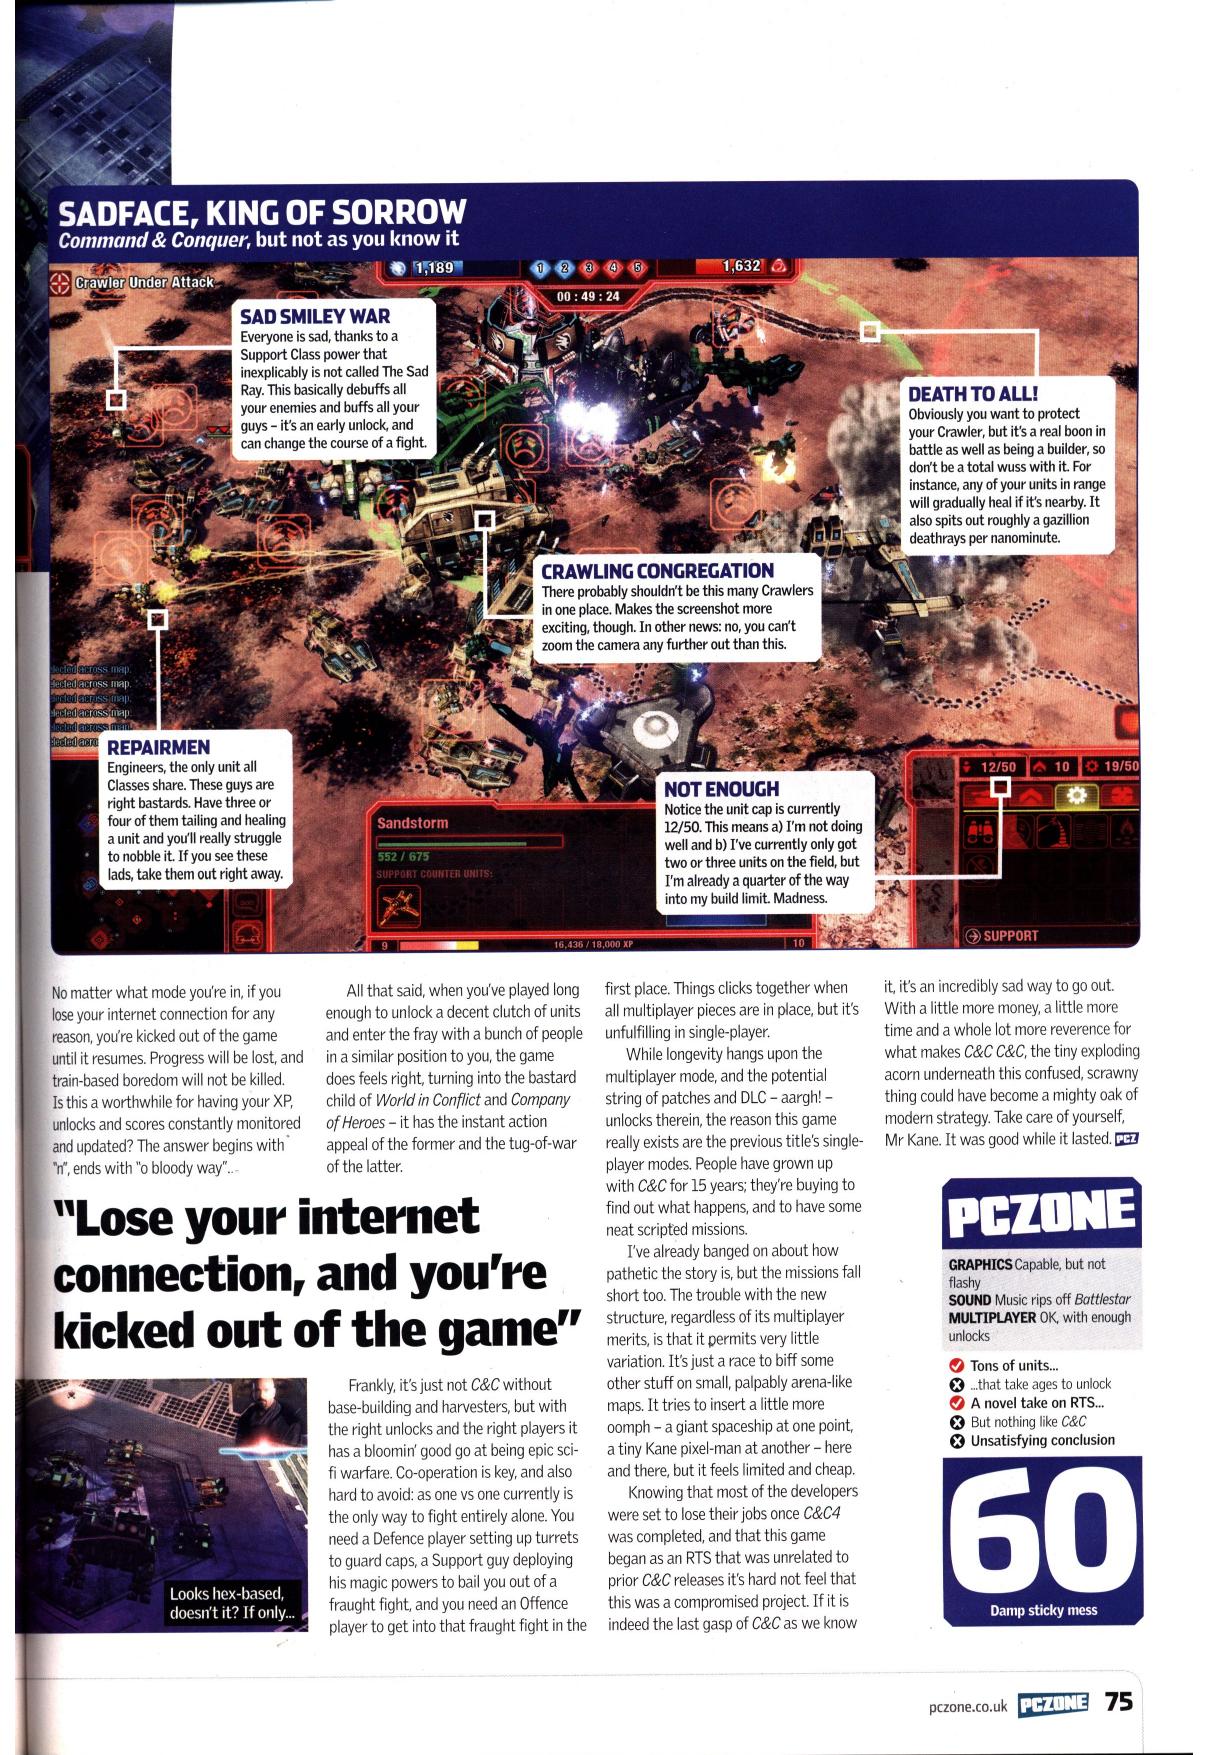 SADFACE, KING OF SORROW
Command & Conquer, but not as you know it
Crawler Under Attack
1,189
1 2 3 4 5
1,632
00 : 49 : 24
SAD SMILEY WAR
Everyone is sad, thanks to a
Support Class power that
inexplicably is not called The Sad
Ray. This basically debuffs all
your enemies and buffs all your
guys – it's an early unlock, and
can change the course of a fight.
DEATH TO ALL!
Obviously you want to protect
your Crawler, but it's a real boon in
battle as well as being a builder, so
don't be a total wuss with it. For
instance, any of your units in range
will gradually heal if it's nearby. It
also spits out roughly a gazillion
deathrays per nanominute.
CRAWLING CONGREGATION
There probably shouldn't be this many Crawlers
in one place. Makes the screenshot more
exciting, though. In other news: no, you can't
zoom the camera any further out than this.
lected across map.
lected across map.
lected across map.
lected across map.
lected across map.
lected acro
REPAIRMEN
Engineers, the only unit all
Classes share. These guys are
right bastards. Have three or
four of them tailing and healing
a unit and you'll really struggle
to nobble it. If you see these
lads, take them out right away.
NOT ENOUGH
Notice the unit cap is currently
12/50. This means a) I'm not doing
well and b) I've currently only got
two or three units on the field, but
I'm already a quarter of the way
into my build limit. Madness.
12/50 10 19/50
Sandstorm
552 / 675
SUPPORT COUNTER UNITS:
9 16,436 / 18,000 XP 10
SUPPORT
No matter what mode you're in, if you
lose your internet connection for any
reason, you're kicked out of the game
until it resumes. Progress will be lost, and
train-based boredom will not be killed.
Is this a worthwhile for having your XP,
unlocks and scores constantly monitored
and updated? The answer begins with
"n", ends with "o bloody way"...
All that said, when you've played long
enough to unlock a decent clutch of units
and enter the fray with a bunch of people
in a similar position to you, the game
does feels right, turning into the bastard
child of World in Conflict and Company
of Heroes – it has the instant action
appeal of the former and the tug-of-war
of the latter.
"Lose your internet
connection, and you're
kicked out of the game"
Looks hex-based,
doesn't it? If only...
Frankly, it's just not C&C without
base-building and harvesters, but with
the right unlocks and the right players it
has a bloomin' good go at being epic sci-
fi warfare. Co-operation is key, and also
hard to avoid: as one vs one currently is
the only way to fight entirely alone. You
need a Defence player setting up turrets
to guard caps, a Support guy deploying
his magic powers to bail you out of a
fraught fight, and you need an Offence
player to get into that fraught fight in the
first place. Things clicks together when
all multiplayer pieces are in place, but it's
unfulfilling in single-player.
While longevity hangs upon the
multiplayer mode, and the potential
string of patches and DLC – aargh! –
unlocks therein, the reason this game
really exists are the previous title's single-
player modes. People have grown up
with C&C for 15 years; they're buying to
find out what happens, and to have some
neat scripted missions.
I've already banged on about how
pathetic the story is, but the missions fall
short too. The trouble with the new
structure, regardless of its multiplayer
merits, is that it permits very little
variation. It's just a race to biff some
other stuff on small, palpably arena-like
maps. It tries to insert a little more
oomph – a giant spaceship at one point,
a tiny Kane pixel-man at another – here
and there, but it feels limited and cheap.
Knowing that most of the developers
were set to lose their jobs once C&C4
was completed, and that this game
began as an RTS that was unrelated to
prior C&C releases it's hard not feel that
this was a compromised project. If it is
indeed the last gasp of C&C as we know
it, it's an incredibly sad way to go out.
With a little more money, a little more
time and a whole lot more reverence for
what makes C&C C&C, the tiny exploding
acorn underneath this confused, scrawny
thing could have become a mighty oak of
modern strategy. Take care of yourself,
Mr Kane. It was good while it lasted. PCZ
PCZONE
GRAPHICS Capable, but not
flashy
SOUND Music rips off Battlestar
MULTIPLAYER OK, with enough
unlocks
Tons of units...
...that take ages to unlock
A novel take on RTS...
But nothing like C&C
Unsatisfying conclusion
60
Damp sticky mess
pczone.co.uk PCZONE 75